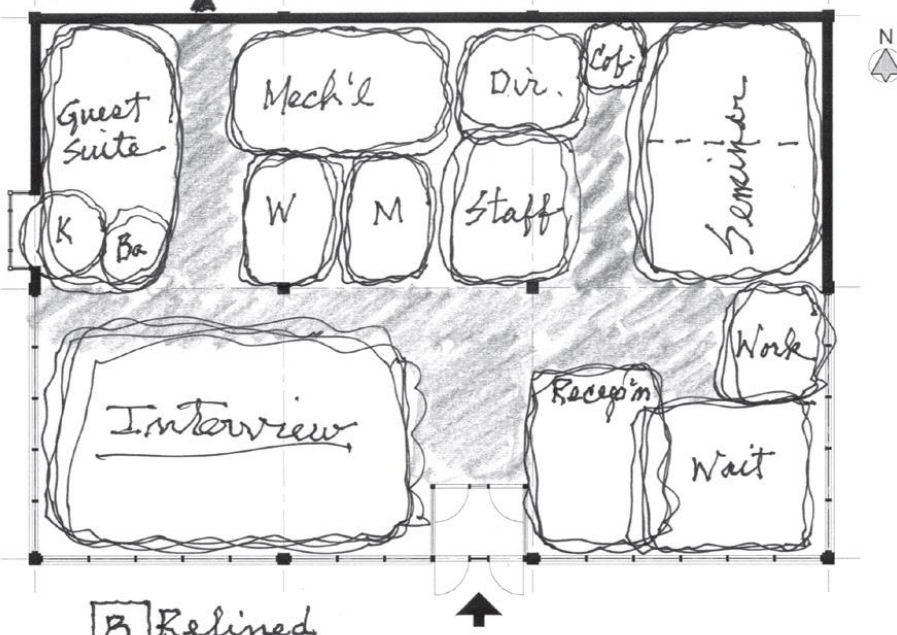 N
Guest
Suite
K
Ba
Mech'l
W
M
Dir.
Cof.
Staff
Seminar
Work
Interview
Recep'n
Wait
B Refined